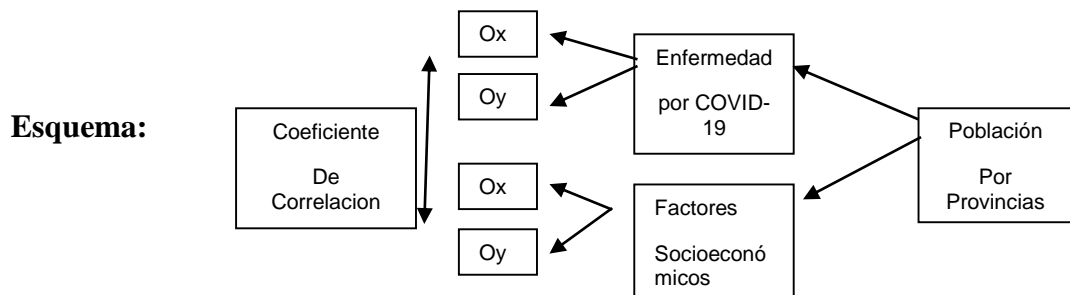 Esquema:
Coeficiente
De
Correlacion
Ox
Oy
Ox
Oy
Enfermedad
por COVID-
19
Factores
Socioeconó
micos
Población
Por
Provincias